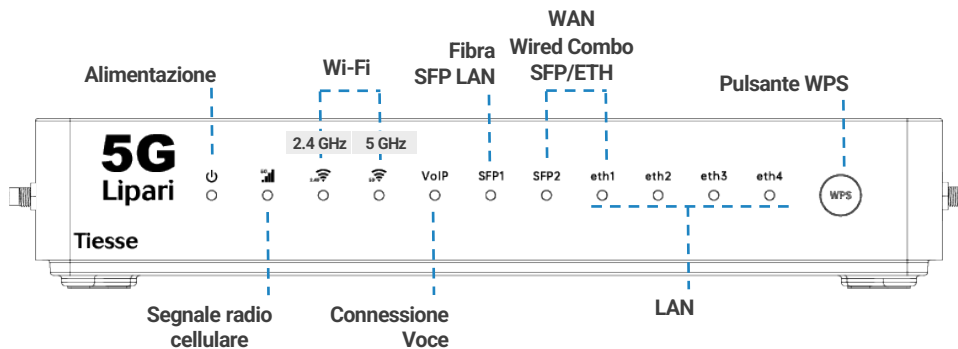 WAN
Wired Combo
SFP/ETH
Fibra
SFP LAN
Wi-Fi
Alimentazione
Pulsante WPS
2.4 GHz
5 GHz
5G
Lipari
VoIP
SFP1
SFP2
eth1
eth2
eth3
eth4
WPS
Tiesse
Segnale radio
cellulare
Connessione
Voce
LAN